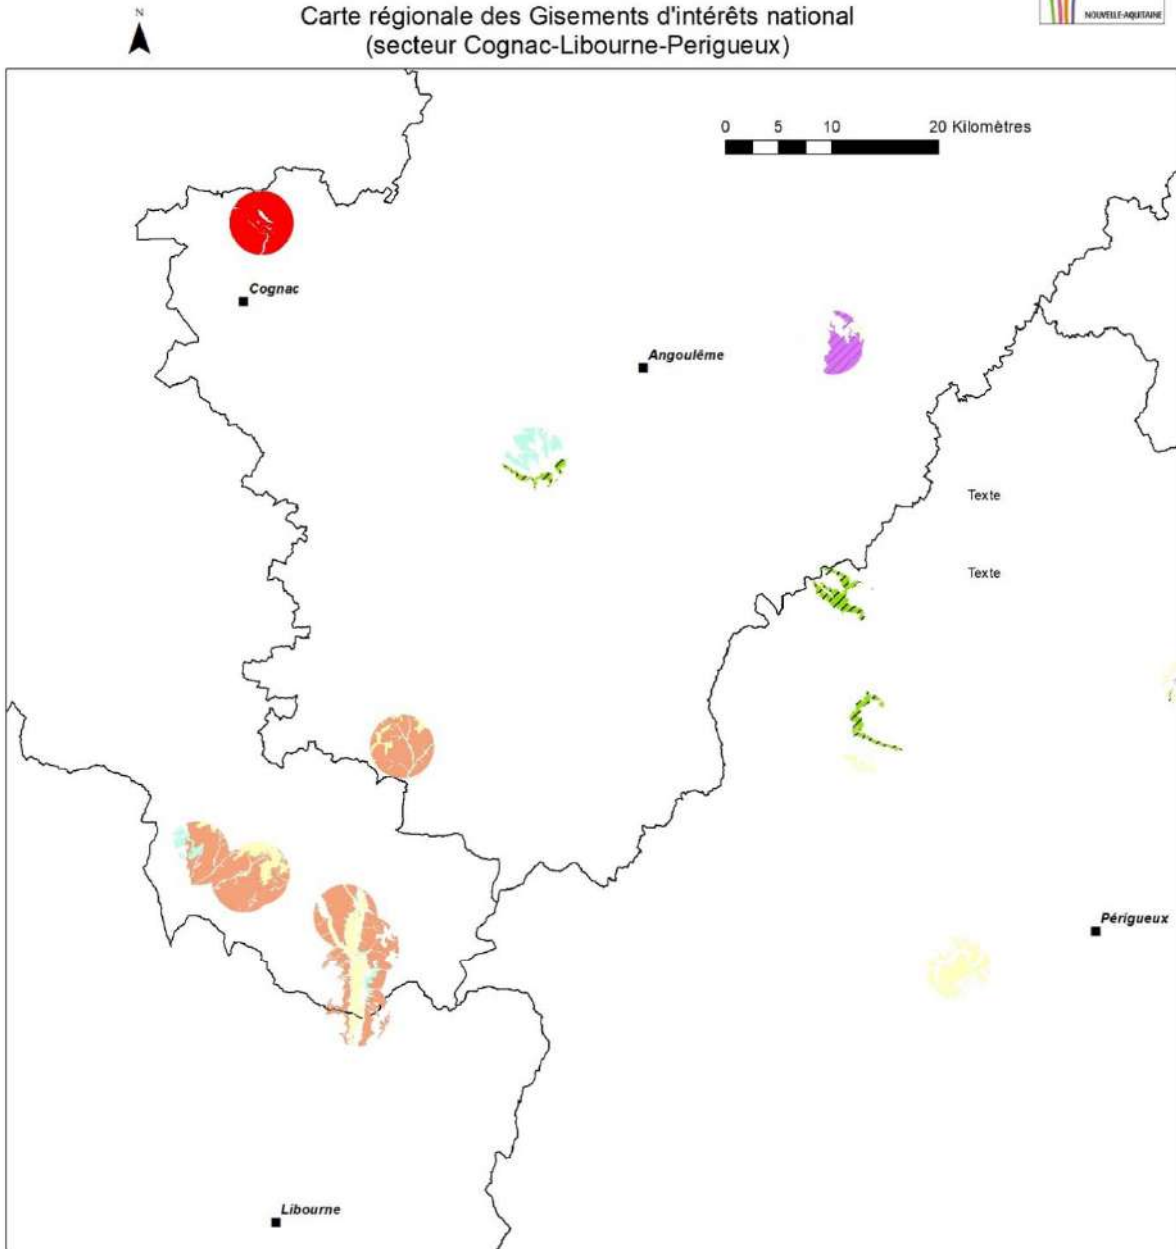 N
Carte régionale des Gisements d'intérêts national
(secteur Cognac-Libourne-Perigueux)
NOUVELLE-AQUITAINE
0 5 10 20 Kilomètres
Cognac
Angoulême
Texte
Texte
Périgueux
Libourne